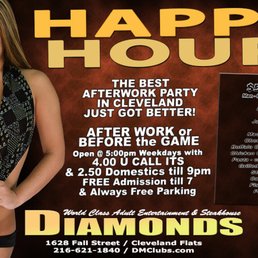 HAPPY
HOUR
THE BEST
AFTERWORK PARTY
IN CLEVELAND
JUST GOT BETTER!
AFTER WORK or
BEFORE the GAME
Open @ 5:00pm Weekdays with
4.00 U CALL ITS
& 2.50 Domestics till 9pm
FREE Admission till 7
& Always Free Parking
World Class Adult Entertainment & Steakhouse
DIAMONDS
1628 Fall Street / Cleveland Flats
216-621-1840 / DMClubs.com